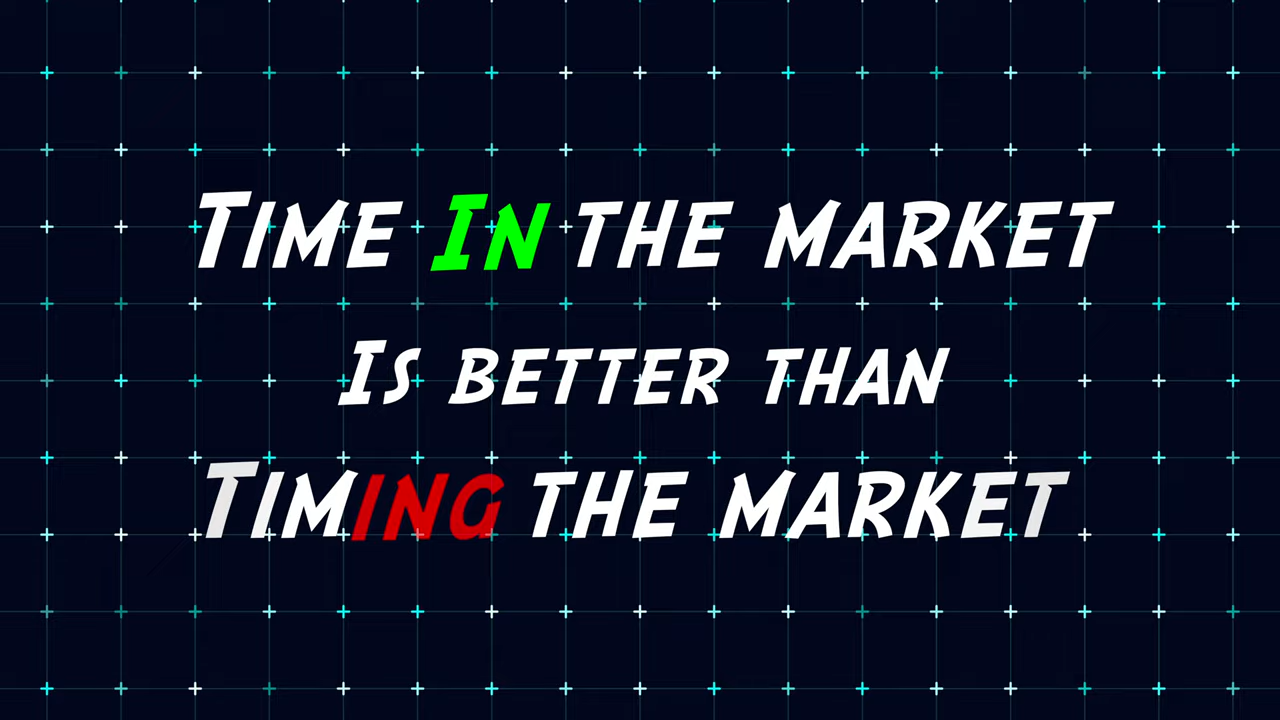 Time In the market
Is better than
Timing the market